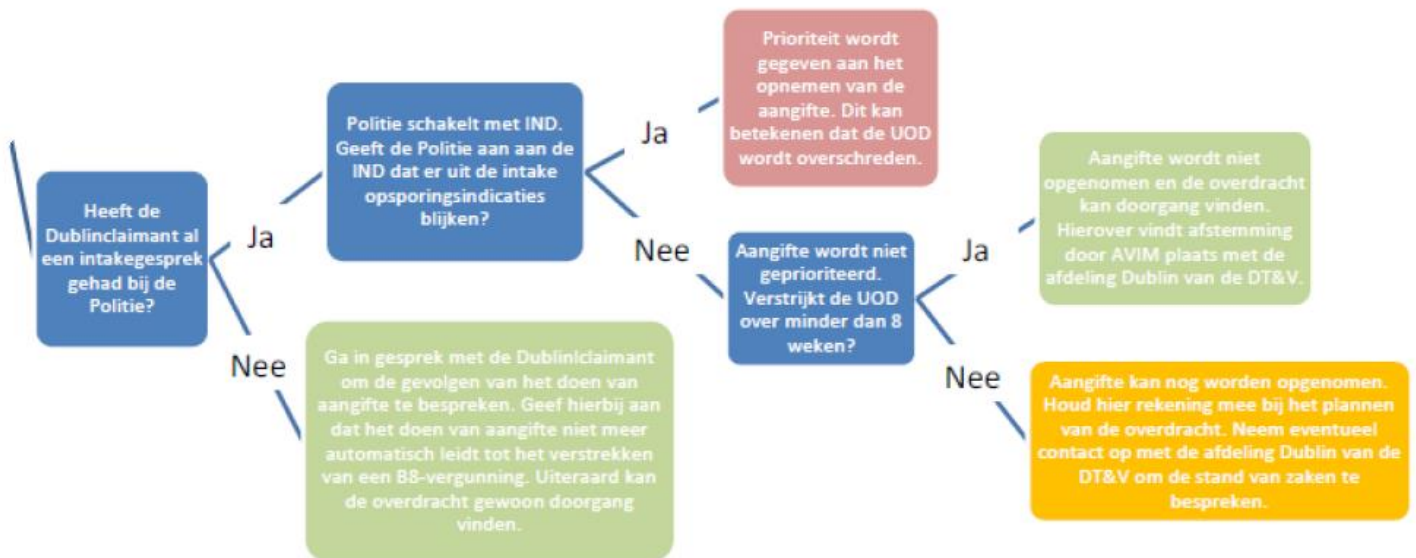 Heeft de
Dublinclaimant al
een intakegesprek
gehad bij de
Politie?
Ja
Politie schakelt met IND.
Geeft de Politie aan aan de
IND dat er uit de intake
opsporingsindicaties
blijken?
Ja
Prioriteit wordt
gegeven aan het
opnemen van de
aangifte. Dit kan
betekenen dat de UOD
wordt overschreden.
Nee
Aangifte wordt niet
geprioriteerd.
Verstrijkt de UOD
over minder dan 8
weken?
Ja
Aangifte wordt niet
opgenomen en de overdracht
kan doorgang vinden.
Hierover vindt afstemming
door AVIM plaats met de
afdeling Dublin van de DT&V.
Nee
Aangifte kan nog worden opgenomen.
Houd hier rekening mee bij het plannen
van de overdracht. Neem eventueel
contact op met de afdeling Dublin van de
DT&V om de stand van zaken te
bespreken.
Nee
Ga in gesprek met de Dublinlclaimant
om de gevolgen van het doen van
aangifte te bespreken. Geef hierbij aan
dat het doen van aangifte niet meer
automatisch leidt tot het verstrekken
van een B8-vergunning. Uiteraard kan
de overdracht gewoon doorgang
vinden.